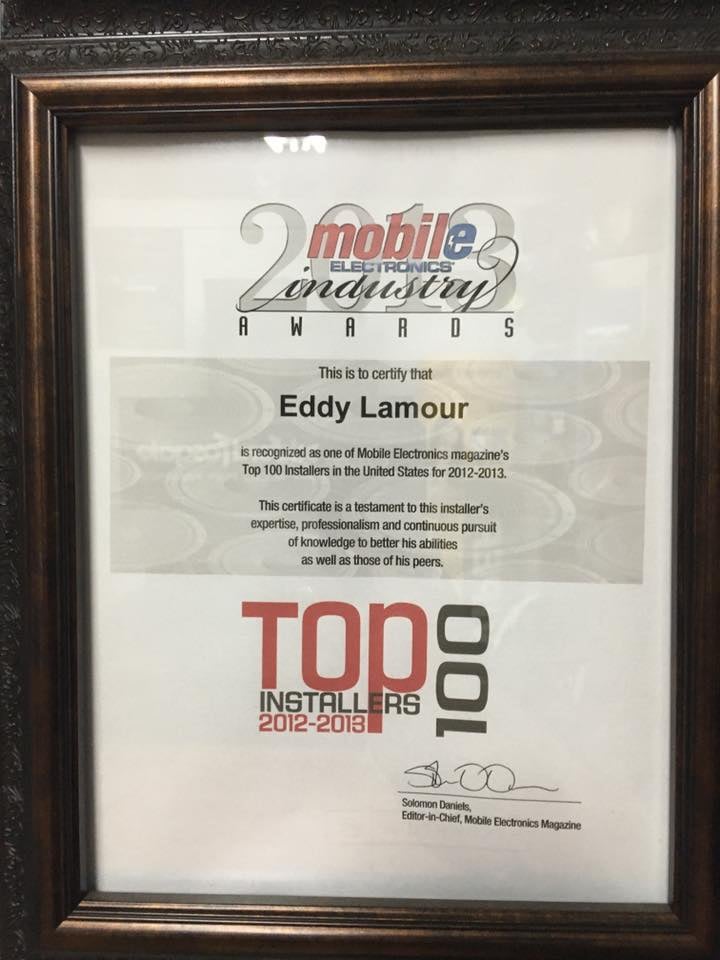 2013
mobile
ELECTRONICS
industry
AWARDS
This is to certify that
Eddy Lamour
is recognized as one of Mobile Electronics magazine's
Top 100 Installers in the United States for 2012-2013.
This certificate is a testament to this installer's
expertise, professionalism and continuous pursuit
of knowledge to better his abilities
as well as those of his peers.
TOP 100
INSTALLERS
2012-2013
Solomon Daniels,
Editor-in-Chief, Mobile Electronics Magazine